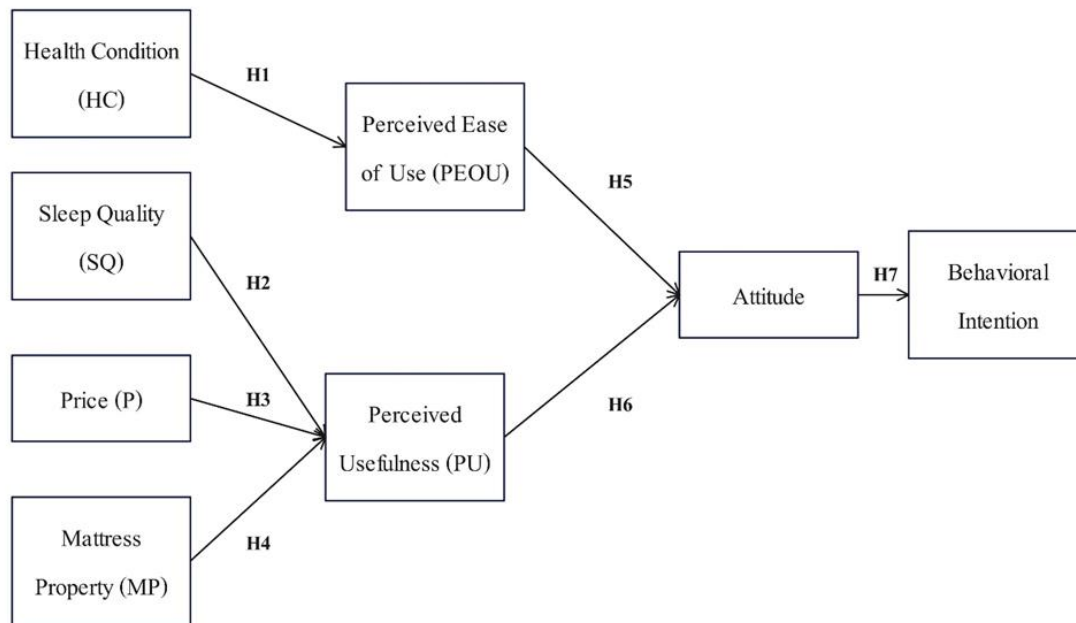 Health Condition
(HC)
H1
Perceived Ease
of Use (PEOU)
Sleep Quality
(SQ)
H2
H5
Price (P)
H3
Perceived
Usefulness (PU)
H6
Mattress
Property (MP)
H4
Attitude
H7
Behavioral
Intention